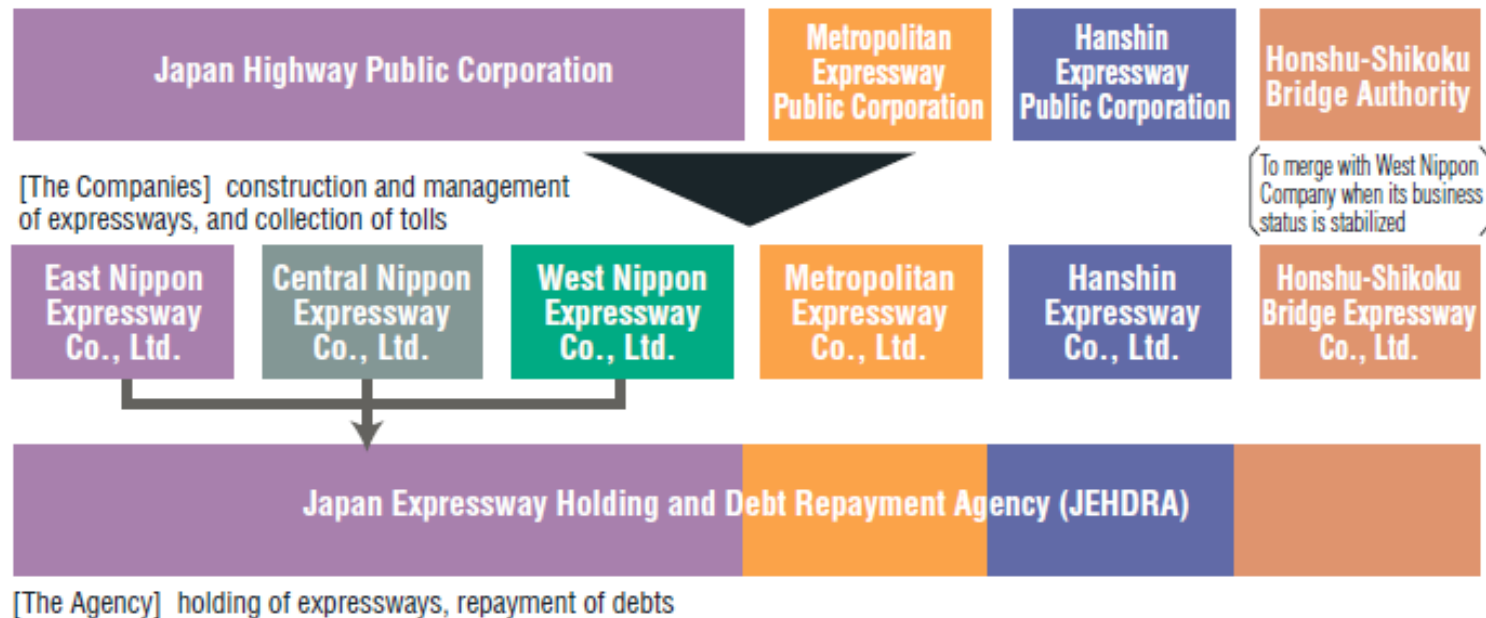 Japan Highway Public Corporation
Metropolitan
Expressway
Public Corporation
Hanshin
Expressway
Public Corporation
Honshu-Shikoku
Bridge Authority
To merge with West Nippon
Company when its business
status is stabilized
[The Companies] construction and management
of expressways, and collection of tolls
East Nippon
Expressway
Co., Ltd.
Central Nippon
Expressway
Co., Ltd.
West Nippon
Expressway
Co., Ltd.
Metropolitan
Expressway
Co., Ltd.
Hanshin
Expressway
Co., Ltd.
Honshu-Shikoku
Bridge Expressway
Co., Ltd.
Japan Expressway Holding and Debt Repayment Agency (JEHDRA)
[The Agency] holding of expressways, repayment of debts